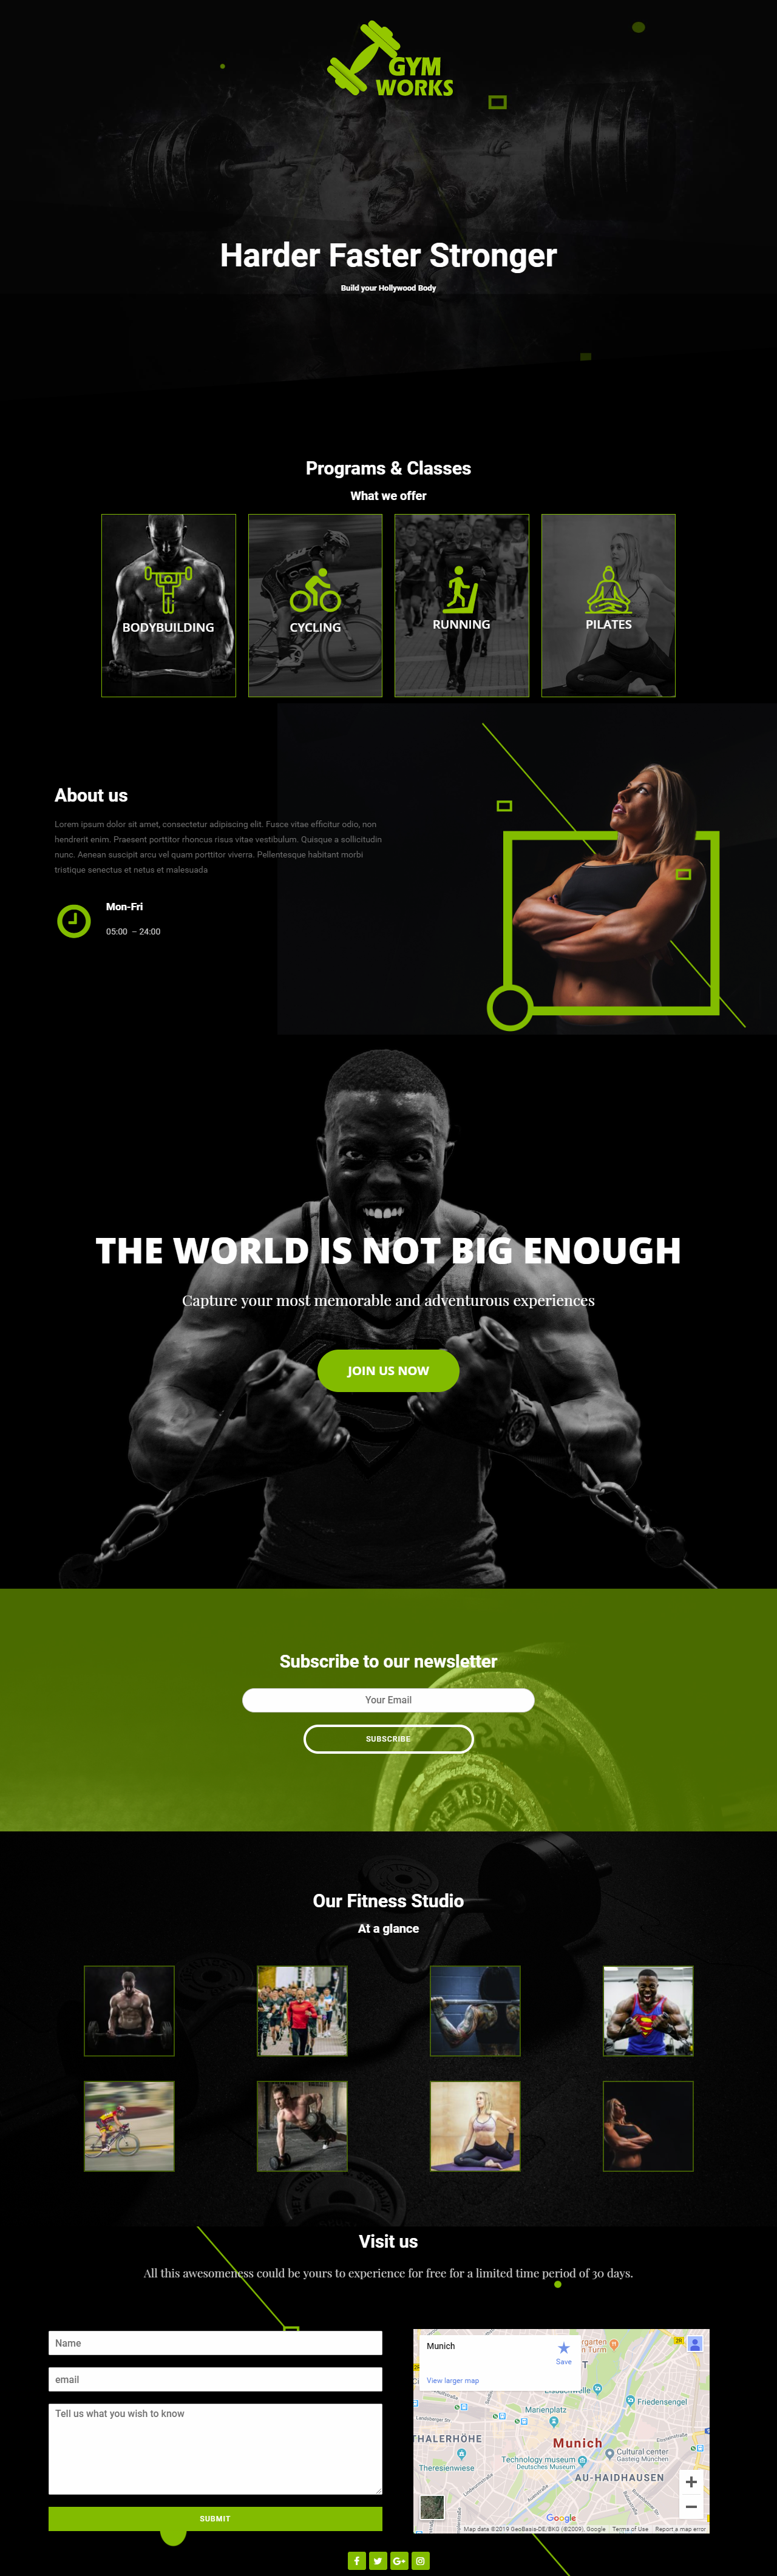 GYM
WORKS
Harder Faster Stronger
Build your Hollywood Body
Programs & Classes
What we offer
BODYBUILDING
CYCLING
RUNNING
PILATES
About us
Lorem ipsum dolor sit amet, consectetur adipiscing elit. Fusce vitae efficitur odio, non
hendrerit enim. Praesent porttitor rhoncus risus vitae vestibulum. Quisque a sollicitudin
nunc. Aenean suscipit arcu vel quam porttitor viverra. Pellentesque habitant morbi
tristique senectus et netus et malesuada
Mon-Fri
05:00 – 24:00
THE WORLD IS NOT BIG ENOUGH
Capture your most memorable and adventurous experiences
JOIN US NOW
Subscribe to our newsletter
Your Email
SUBSCRIBE
Our Fitness Studio
At a glance
Visit us
All this awesomeness could be yours to experience for free for a limited time period of 30 days.
Name
email
Tell us what you wish to know
SUBMIT
Munich
Save
View larger map
Marienplatz
Friedensengel
Theresienwiese
Munich
Technology museum
Deutsches Museum
Cultural center
Gasteig München
AU-HAIDHAUSEN
Google
Map data ©2019 GeoBasis-DE/BKG (©2009), Google
Terms of Use
Report a map error